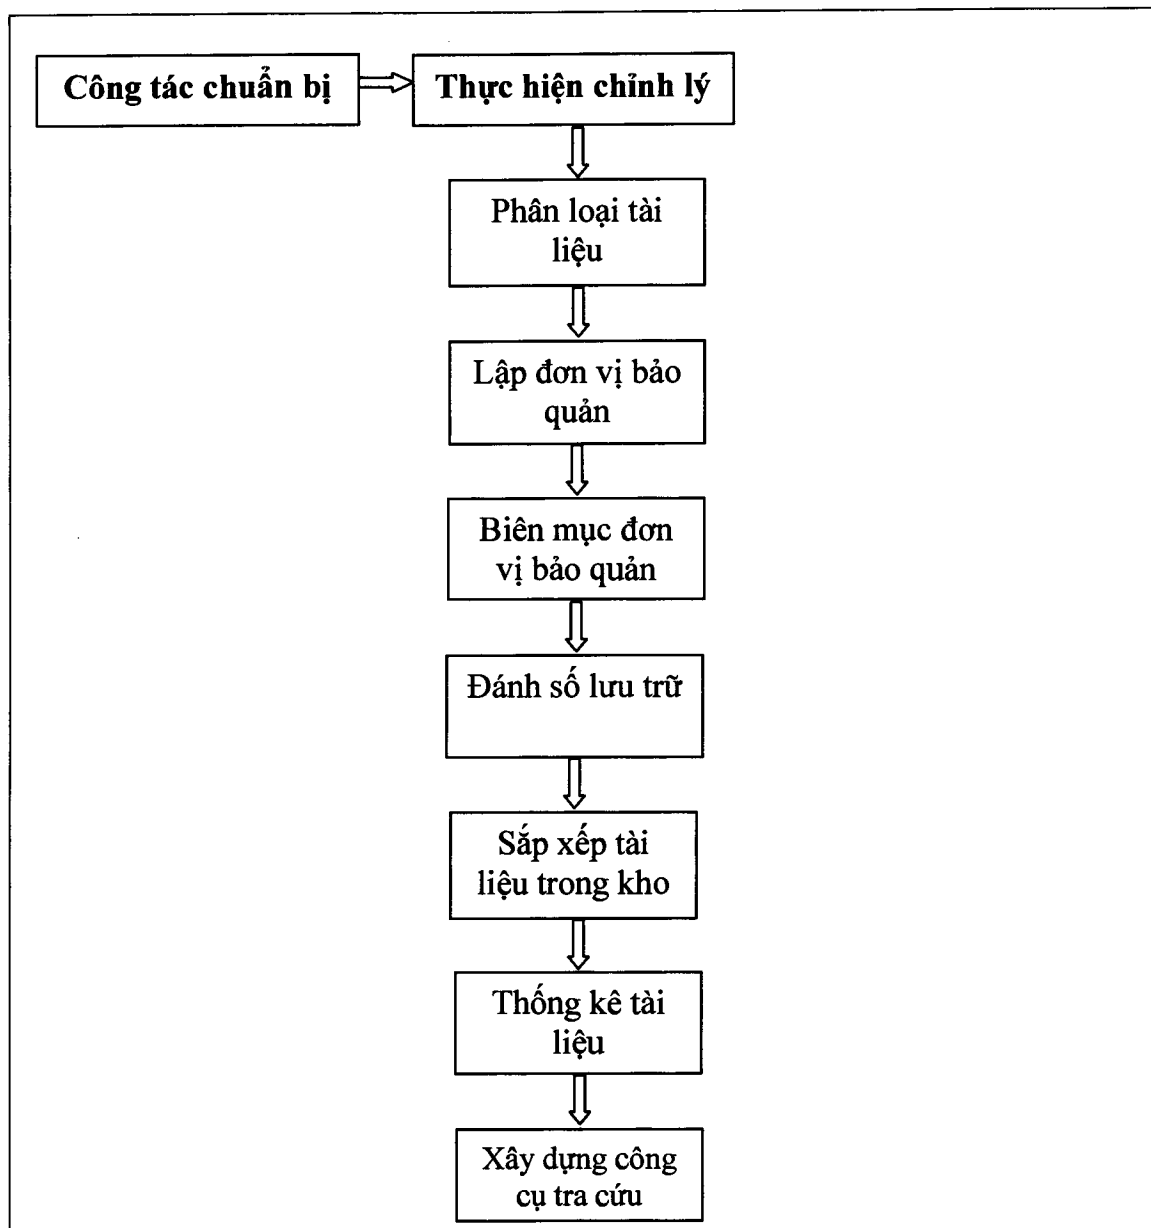 Công tác chuẩn bị
Thực hiện chỉnh lý
Phân loại tài
liệu
Lập đơn vị bảo
quản
Biên mục đơn
vị bảo quản
Đánh số lưu trữ
Sắp xếp tài
liệu trong kho
Thống kê tài
liệu
Xây dựng công
cụ tra cứu